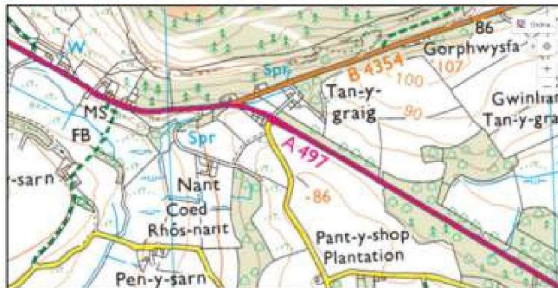 86
Gorphwysfa
W
Spr
B 4354
107
100
Tan-y-
graig
90
Gwinllan
Tan-y-gra
MS
FB
Spr
A 497
y-sarn
Nant
Coed
Rhôs-nant
86
Pant-y-shop
Plantation
Pen-y-sarn